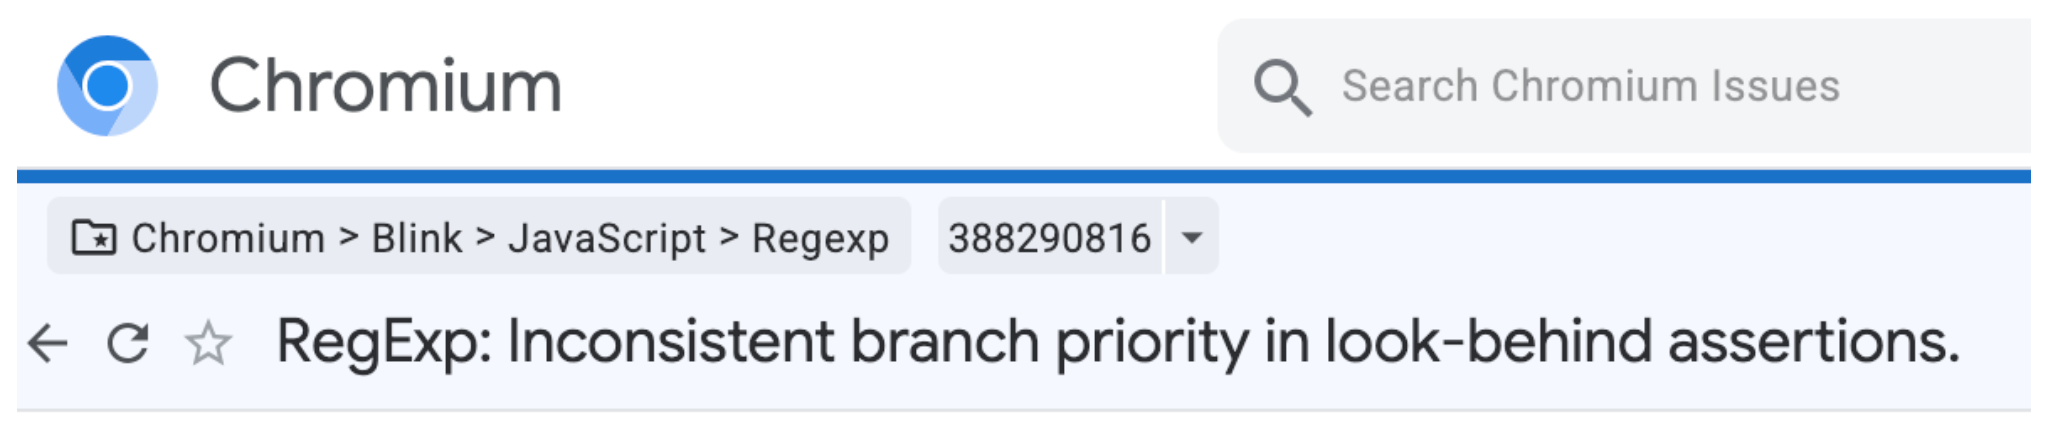 Chromium
Search Chromium Issues
Chromium > Blink > JavaScript > Regexp
388290816
RegExp: Inconsistent branch priority in look-behind assertions.